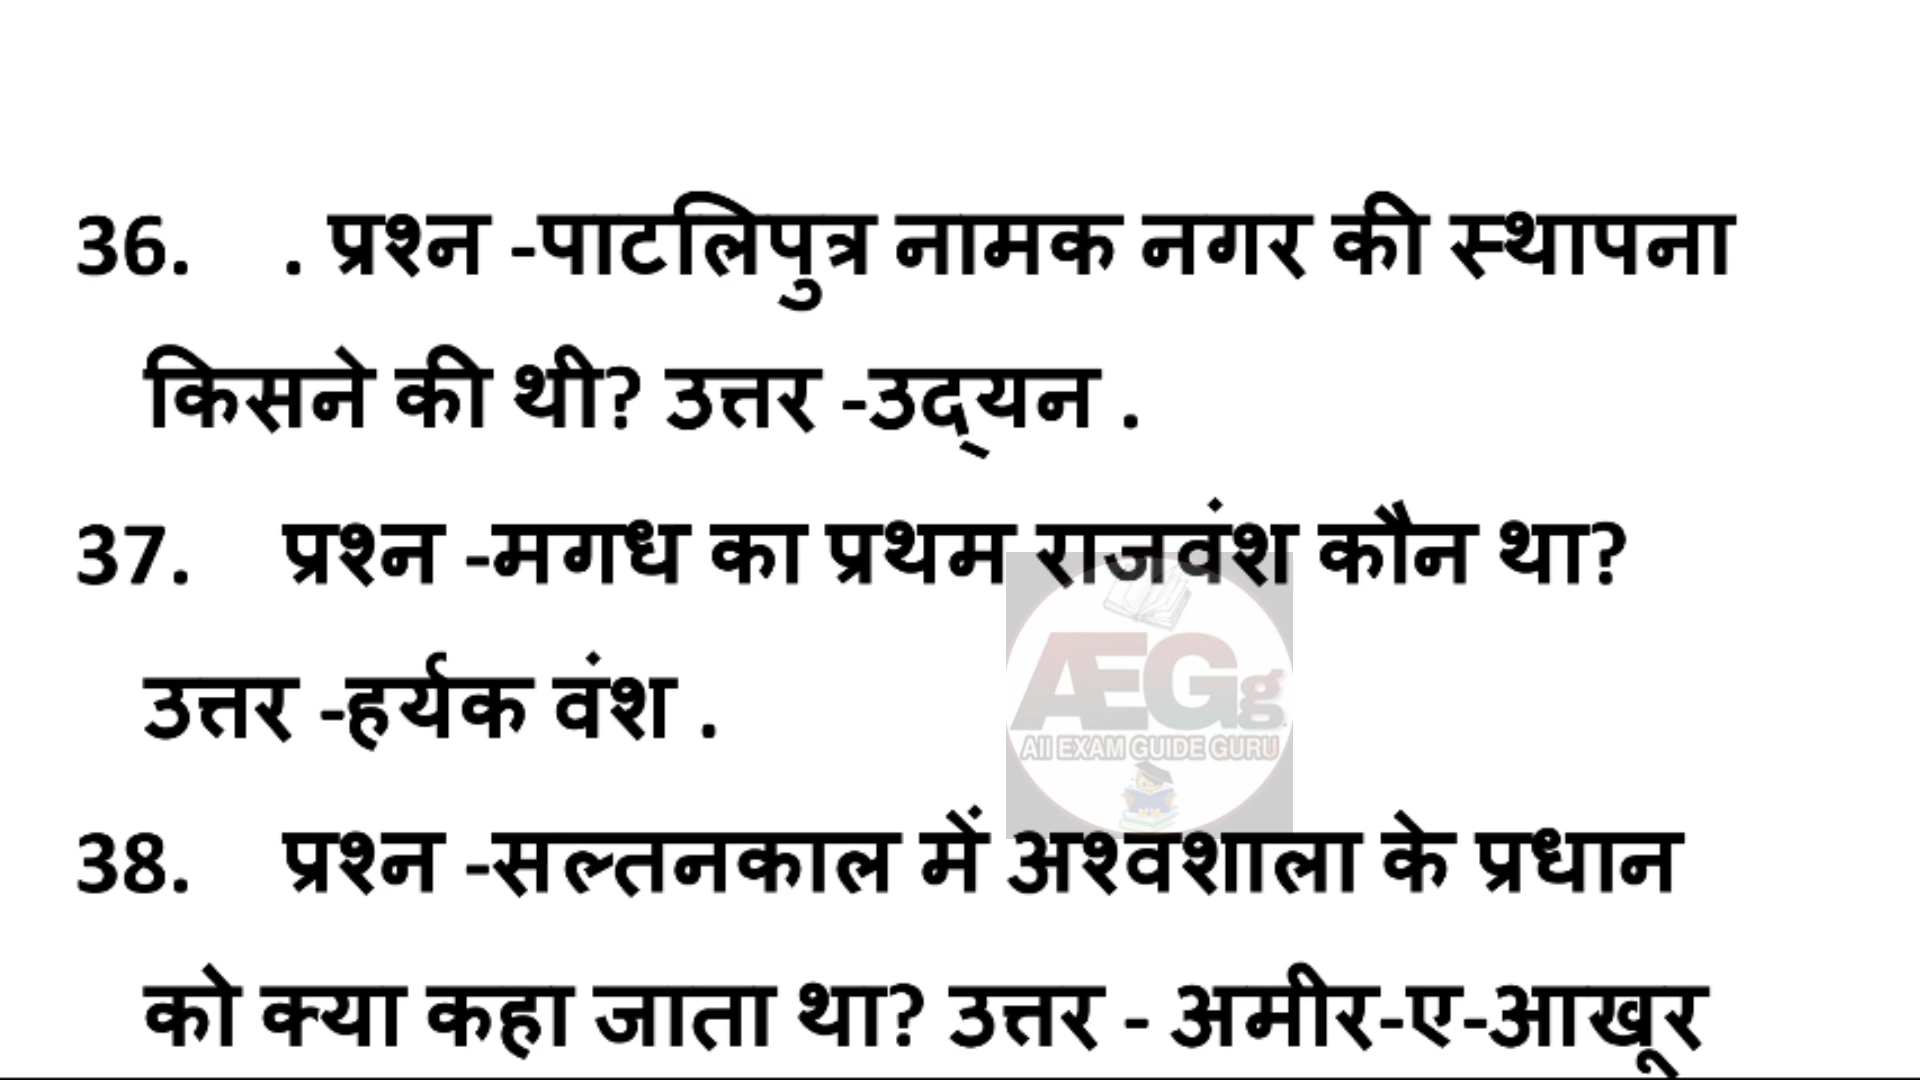 36. . प्रश्न -पाटलिपुत्र नामक नगर की स्थापना
किसने की थी? उत्तर -उद्‌यन .
37. प्रश्न -मगध का प्रथम राजवंश कौन था?
उत्तर -हर्यक वंश .
ÆGg
All EXAM GUIDE GURU
38. प्रश्न -सल्तनकाल में अश्वशाला के प्रधान
को क्या कहा जाता था? उत्तर - अमीर-ए-आखूर